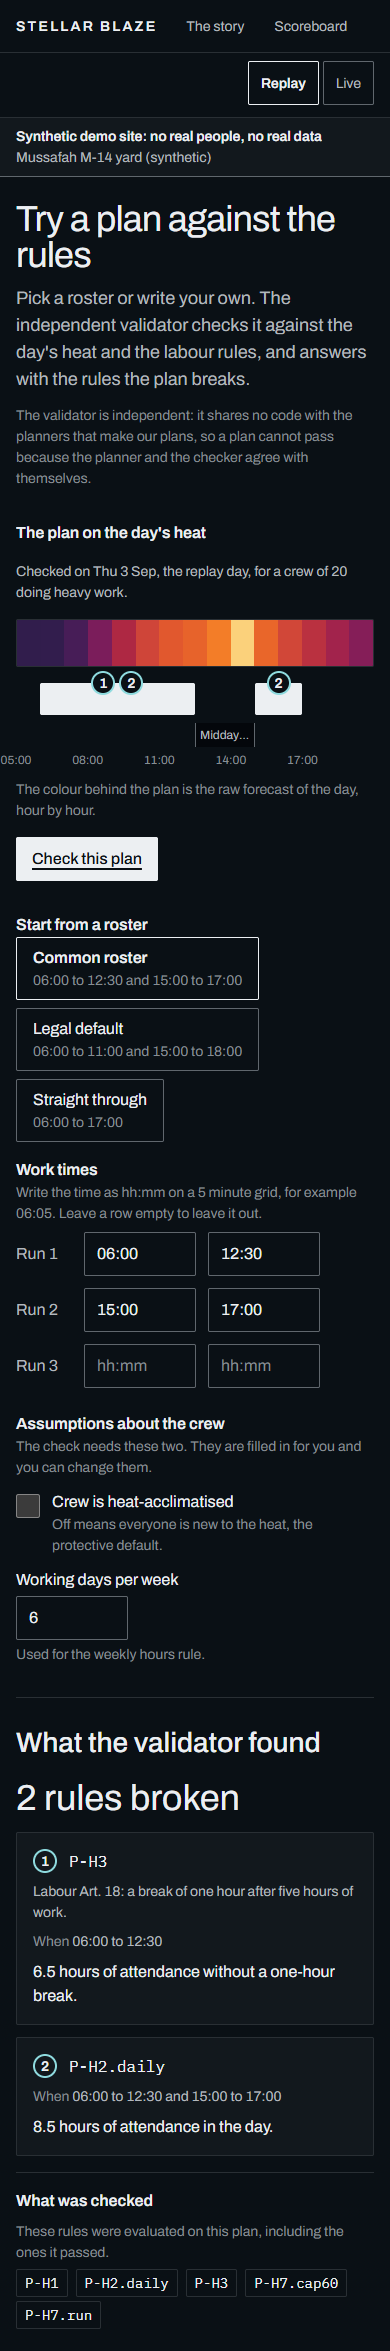 STELLAR BLAZE The story Scoreboard
Replay Live
Synthetic demo site: no real people, no real data
Mussafah M-14 yard (synthetic)
Try a plan against the
rules
Pick a roster or write your own. The
independent validator checks it against the
day's heat and the labour rules, and answers
with the rules the plan breaks.
The validator is independent: it shares no code with the
planners that make our plans, so a plan cannot pass
because the planner and the checker agree with
themselves.
The plan on the day's heat
Checked on Thu 3 Sep, the replay day, for a crew of 20
doing heavy work.
1 2 2
Midday...
05:00 08:00 11:00 14:00 17:00
The colour behind the plan is the raw forecast of the day,
hour by hour.
Check this plan
Start from a roster
Common roster
06:00 to 12:30 and 15:00 to 17:00
Legal default
06:00 to 11:00 and 15:00 to 18:00
Straight through
06:00 to 17:00
Work times
Write the time as hh:mm on a 5 minute grid, for example
06:05. Leave a row empty to leave it out.
Run 1 06:00 12:30
Run 2 15:00 17:00
Run 3 hh:mm hh:mm
Assumptions about the crew
The check needs these two. They are filled in for you and
you can change them.
Crew is heat-acclimatised
Off means everyone is new to the heat, the
protective default.
Working days per week
6
Used for the weekly hours rule.
What the validator found
2 rules broken
1 P-H3
Labour Art. 18: a break of one hour after five hours of
work.
When 06:00 to 12:30
6.5 hours of attendance without a one-hour
break.
2 P-H2.daily
When 06:00 to 12:30 and 15:00 to 17:00
8.5 hours of attendance in the day.
What was checked
These rules were evaluated on this plan, including the
ones it passed.
P-H1 P-H2.daily P-H3 P-H7.cap60
P-H7.run